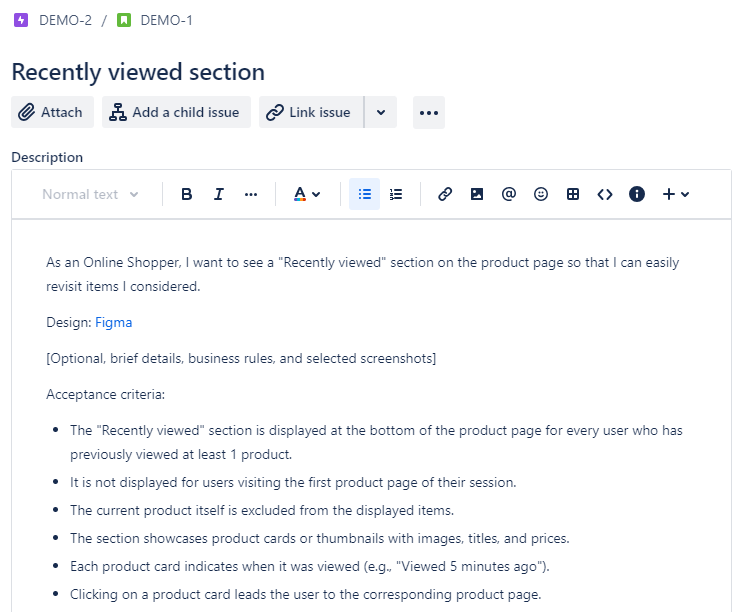 DEMO-2 / DEMO-1
Recently viewed section
Attach Add a child issue Link issue
Description
Normal text B I A
As an Online Shopper, I want to see a "Recently viewed" section on the product page so that I can easily
revisit items I considered.
Design: Figma
[Optional, brief details, business rules, and selected screenshots]
Acceptance criteria:
• The "Recently viewed" section is displayed at the bottom of the product page for every user who has
previously viewed at least 1 product.
• It is not displayed for users visiting the first product page of their session.
• The current product itself is excluded from the displayed items.
• The section showcases product cards or thumbnails with images, titles, and prices.
• Each product card indicates when it was viewed (e.g., "Viewed 5 minutes ago").
• Clicking on a product card leads the user to the corresponding product page.